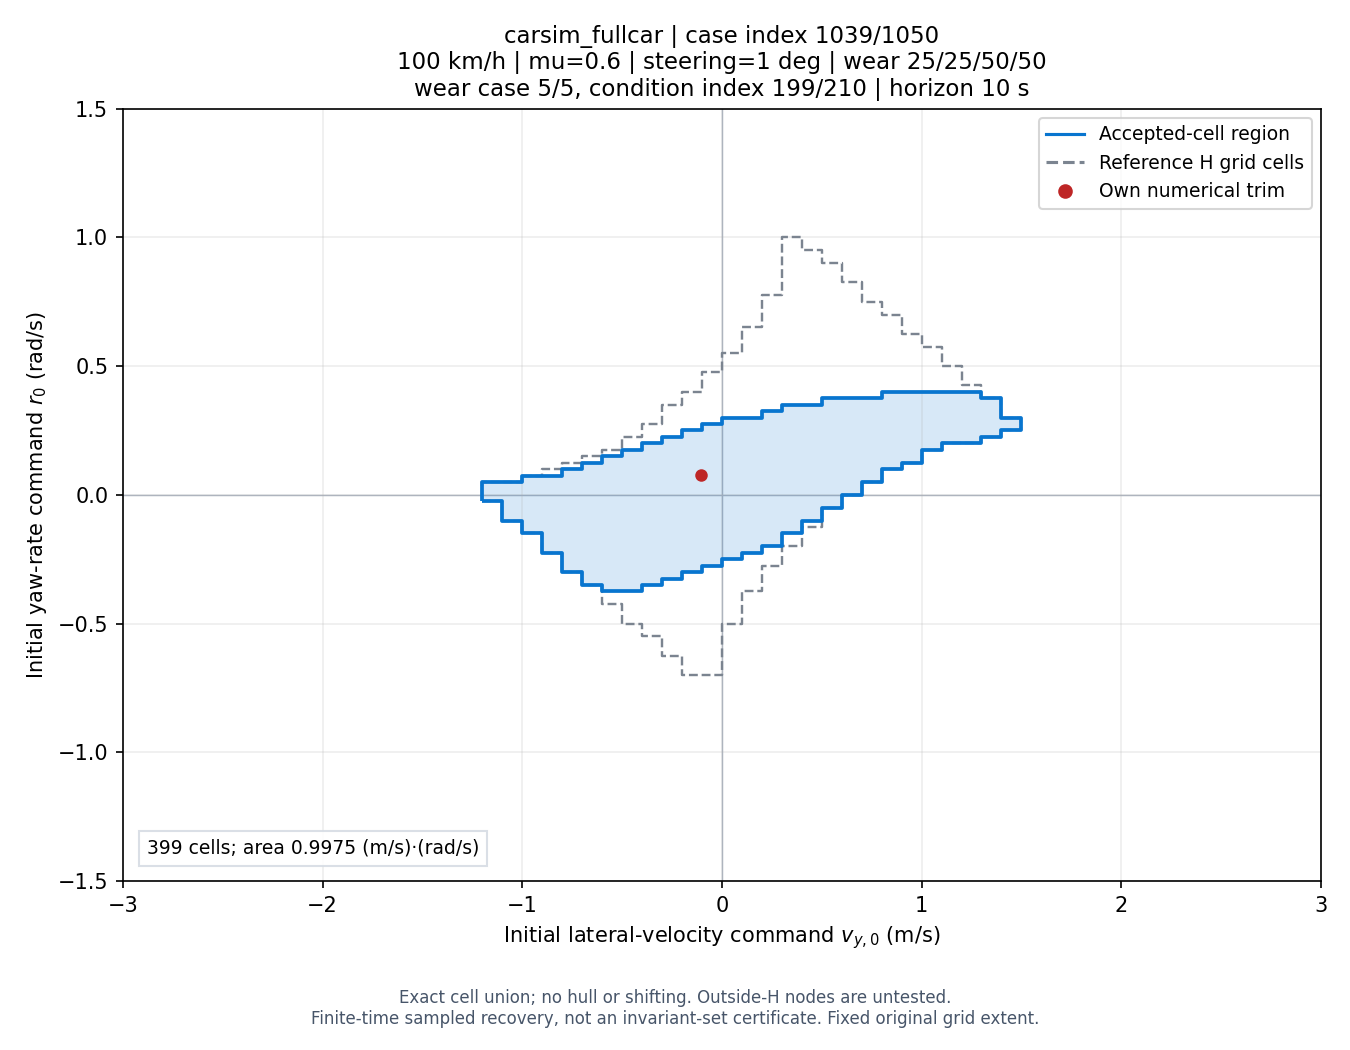 carsim_fullcar | case index 1039/1050
100 km/h | mu=0.6 | steering=1 deg | wear 25/25/50/50
wear case 5/5, condition index 199/210 | horizon 10 s
1.5
1.0
0.5
0.0
−0.5
−1.0
−1.5
Initial yaw-rate command r₀ (rad/s)
Accepted-cell region
Reference H grid cells
Own numerical trim
399 cells; area 0.9975 (m/s)·(rad/s)
−3
−2
−1
0
1
2
3
Initial lateral-velocity command v_{y,0} (m/s)
Exact cell union; no hull or shifting. Outside-H nodes are untested.
Finite-time sampled recovery, not an invariant-set certificate. Fixed original grid extent.